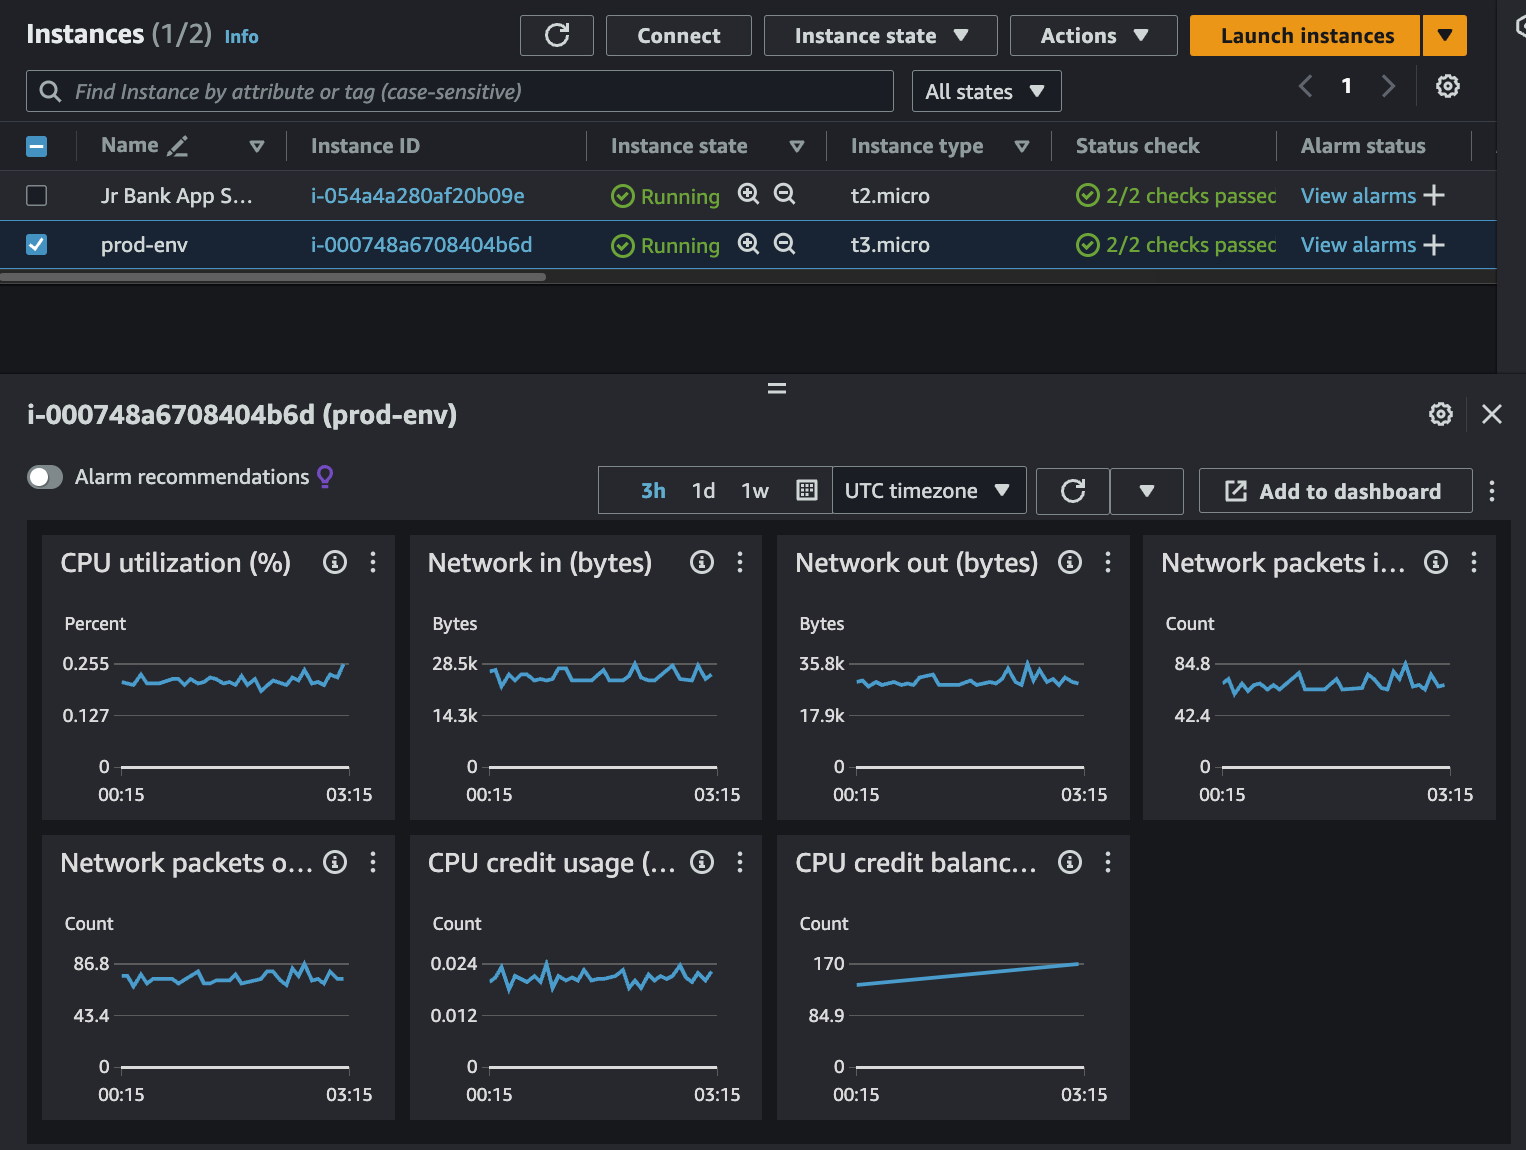 Instances (1/2) Info
Connect
Instance state
Actions
Launch instances
Find Instance by attribute or tag (case-sensitive)
All states
1
Name
Instance ID
Instance state
Instance type
Status check
Alarm status
Jr Bank App S...
i-054a4a280af20b09e
Running
t2.micro
2/2 checks passec
View alarms
prod-env
i-000748a6708404b6d
Running
t3.micro
2/2 checks passec
View alarms
i-000748a6708404b6d (prod-env)
Alarm recommendations
3h
1d
1w
UTC timezone
Add to dashboard
CPU utilization (%)
Percent
0.255
0.127
0
00:15
03:15
Network in (bytes)
Bytes
28.5k
14.3k
0
00:15
03:15
Network out (bytes)
Bytes
35.8k
17.9k
0
00:15
03:15
Network packets i...
Count
84.8
42.4
0
00:15
03:15
Network packets o...
Count
86.8
43.4
0
00:15
03:15
CPU credit usage (...
Count
0.024
0.012
0
00:15
03:15
CPU credit balanc...
Count
170
84.9
0
00:15
03:15